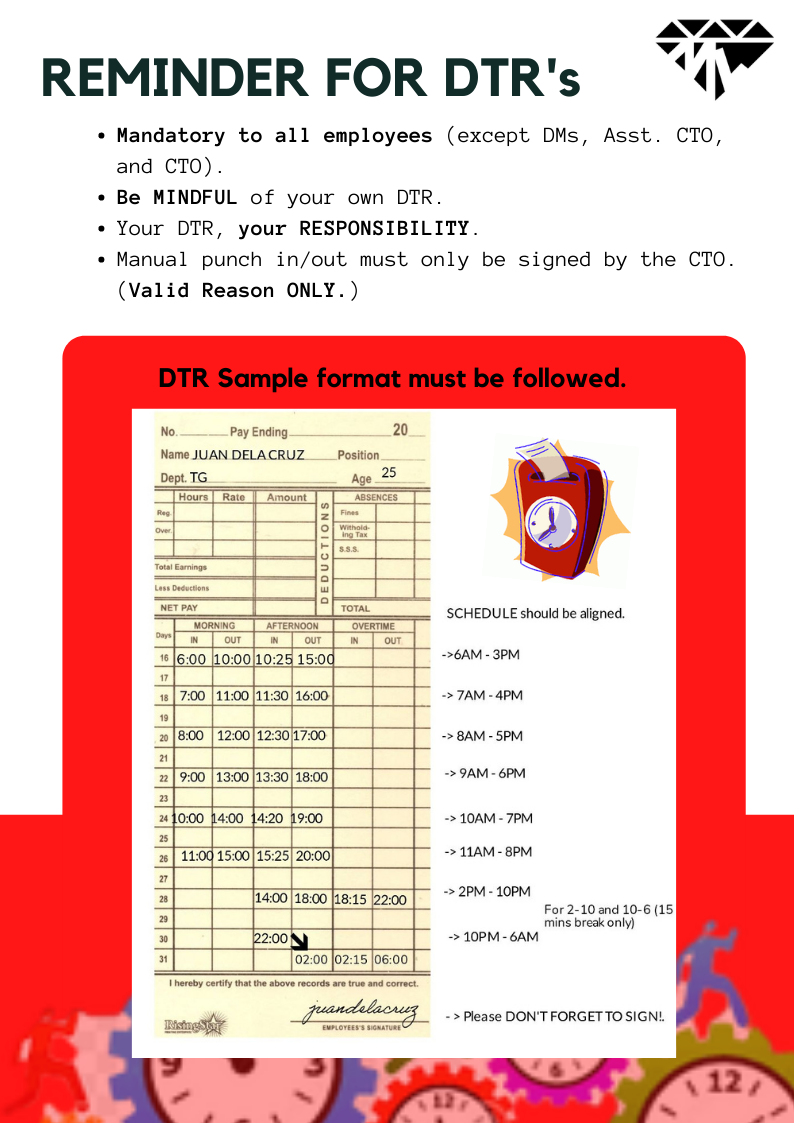 REMINDER FOR DTR's
• Mandatory to all employees (except DMs, Asst. CTO,
and CTO).
• Be MINDFUL of your own DTR.
• Your DTR, your RESPONSIBILITY.
• Manual punch in/out must only be signed by the CTO.
(Valid Reason ONLY.)
DTR Sample format must be followed.
No. Pay Ending 20
Name JUAN DELA CRUZ Position
Dept. TG Age 25
Hours Rate Amount DEDUCTIONS ABSENCES
Reg. Fines
Over. Withold-
ing Tax
S.S.S.
Total Earnings
Less Deductions
NET PAY TOTAL
SCHEDULE should be aligned.
Days MORNING AFTERNOON OVERTIME
IN OUT IN OUT IN OUT
16 6:00 10:00 10:25 15:00 ->6AM - 3PM
17
18 7:00 11:00 11:30 16:00 -> 7AM - 4PM
19
20 8:00 12:00 12:30 17:00 -> 8AM - 5PM
21
22 9:00 13:00 13:30 18:00 -> 9AM - 6PM
23
24 10:00 14:00 14:20 19:00 -> 10AM - 7PM
25
26 11:00 15:00 15:25 20:00 -> 11AM - 8PM
27
28 14:00 18:00 18:15 22:00 -> 2PM - 10PM
For 2-10 and 10-6 (15
mins break only)
29
30 22:00 -> 10PM - 6AM
31 02:00 02:15 06:00
I hereby certify that the above records are true and correct.
juandelacruz
RisingStar EMPLOYEES'S SIGNATURE
- > Please DON'T FORGET TO SIGN!.
9 3
12
6
12